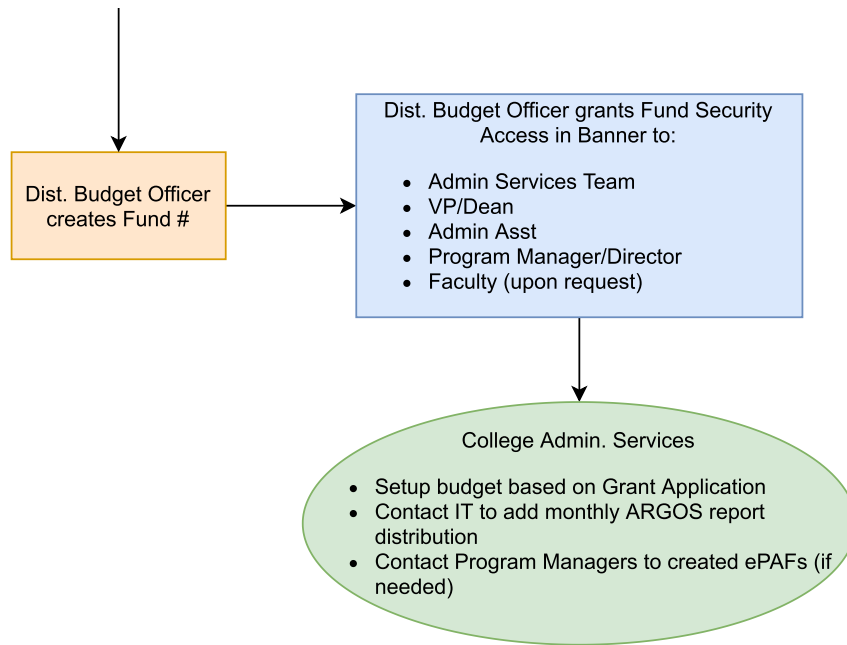 Dist. Budget Officer
creates Fund #
Dist. Budget Officer grants Fund Security
Access in Banner to:
• Admin Services Team
• VP/Dean
• Admin Asst
• Program Manager/Director
• Faculty (upon request)
College Admin. Services
• Setup budget based on Grant Application
• Contact IT to add monthly ARGOS report
distribution
• Contact Program Managers to created ePAFs (if
needed)